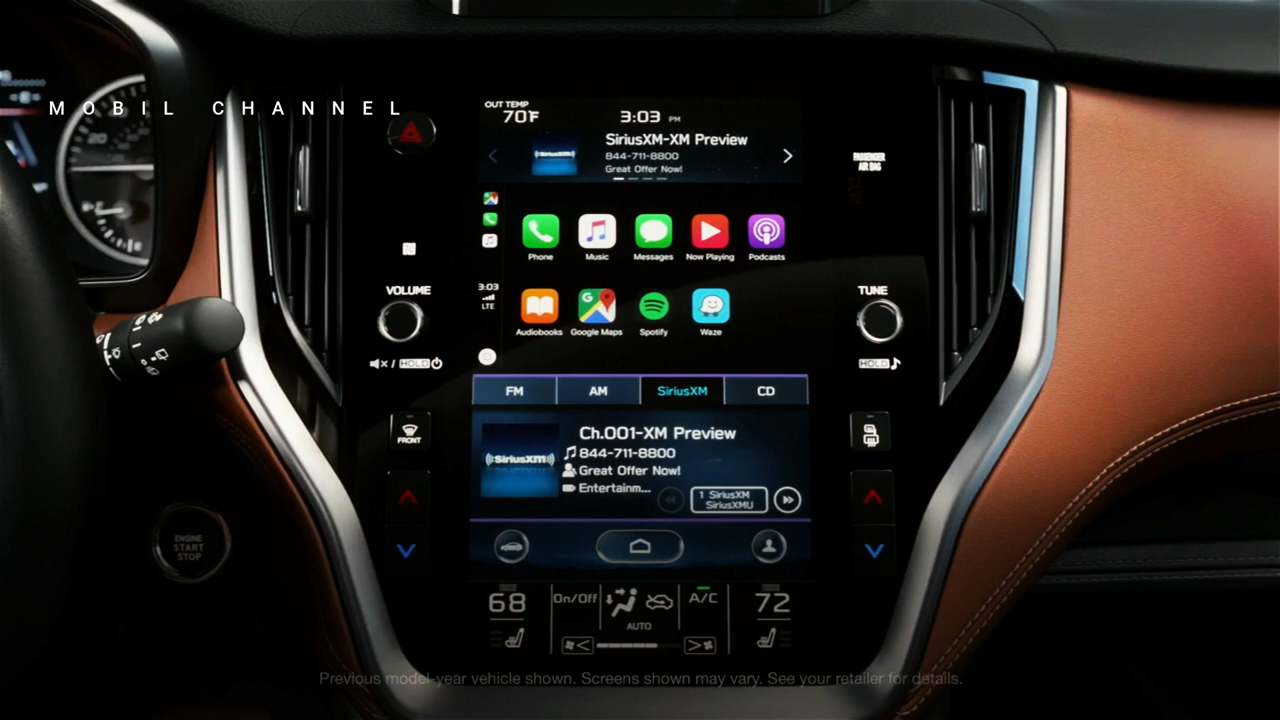 MOBIL CHANNEL
OUT TEMP
70°F
3:03 PM
SiriusXM-XM Preview
844-711-8800
Great Offer Now!
(SiriusXM)
PASSENGER
AIR BAG
Phone
Music
Messages
Now Playing
Podcasts
3:03
LTE
Audiobooks
Google Maps
Spotify
Waze
VOLUME
TUNE
HOLD
HOLD
FM
AM
SiriusXM
CD
Ch.001-XM Preview
844-711-8800
Great Offer Now!
Entertainm...
(SiriusXM)
1 SiriusXM
SiriusXMU
FRONT
ENGINE
START
STOP
68
On/Off
A/C
72
AUTO
Previous model-year vehicle shown. Screens shown may vary. See your retailer for details.